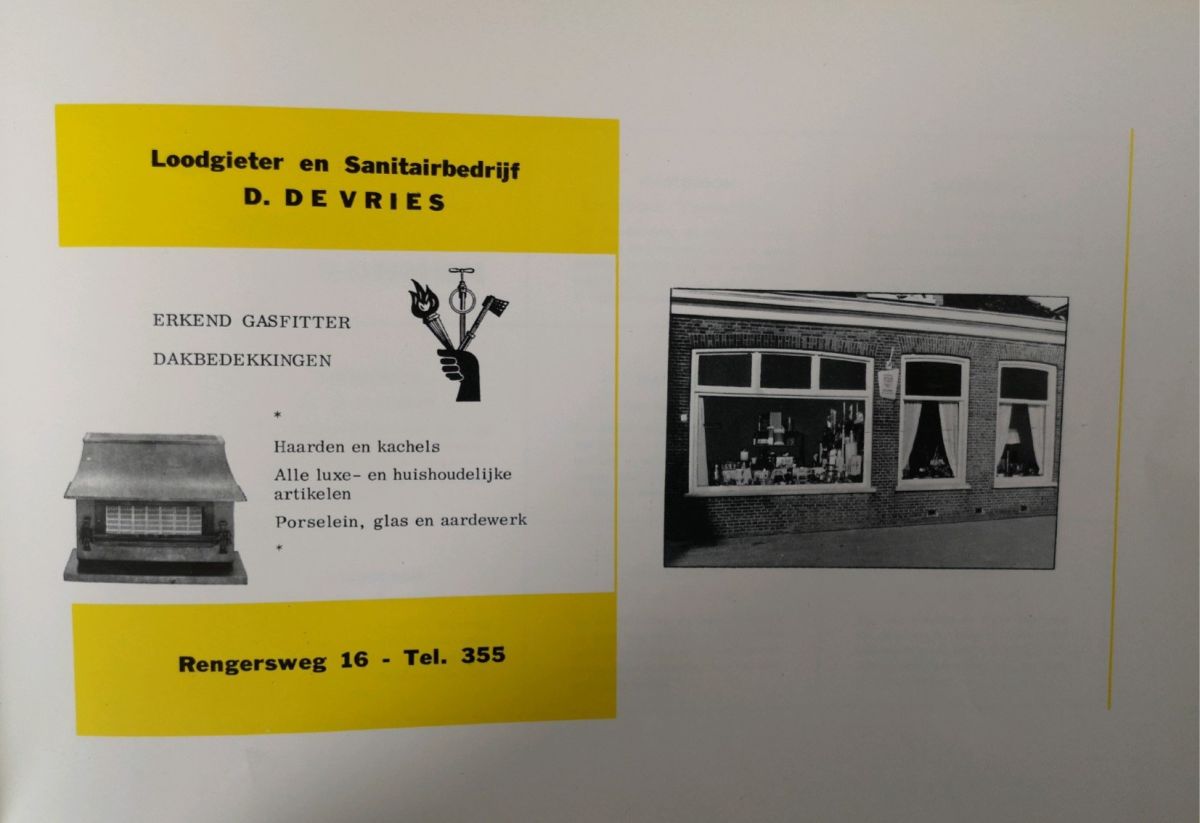 Loodgieter en Sanitairbedrijf
D. DE VRIES
ERKEND GASFITTER
DAKBEDEKKINGEN
*
Haarden en kachels
Alle luxe- en huishoudelijke
artikelen
Porselein, glas en aardewerk
*
Rengersweg 16 - Tel. 355